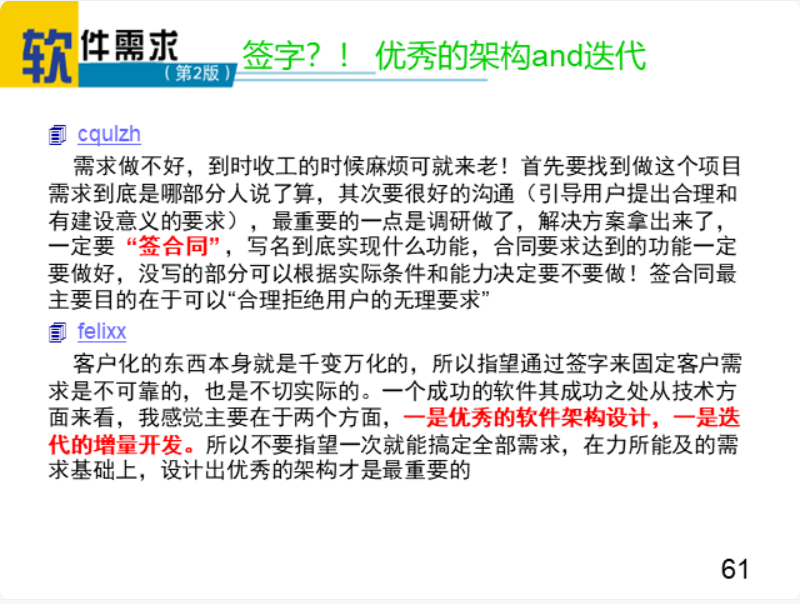 软件需求
（第2版）
签字？！ 优秀的架构and迭代
cqulzh
需求做不好，到时收工的时候麻烦可就来老！首先要找到做这个项目
需求到底是哪部分人说了算，其次要很好的沟通（引导用户提出合理和
有建设意义的要求），最重要的一点是调研做了，解决方案拿出来了，
一定要“签合同”，写名到底实现什么功能，合同要求达到的功能一定
要做好，没写的部分可以根据实际条件和能力决定要不要做！签合同最
主要目的在于可以“合理拒绝用户的无理要求”
felixx
客户化的东西本身就是千变万化的，所以指望通过签字来固定客户需
求是不可靠的，也是不切实际的。一个成功的软件其成功之处从技术方
面来看，我感觉主要在于两个方面，一是优秀的软件架构设计，一是迭
代的增量开发。所以不要指望一次就能搞定全部需求，在力所能及的需
求基础上，设计出优秀的架构才是最重要的
61